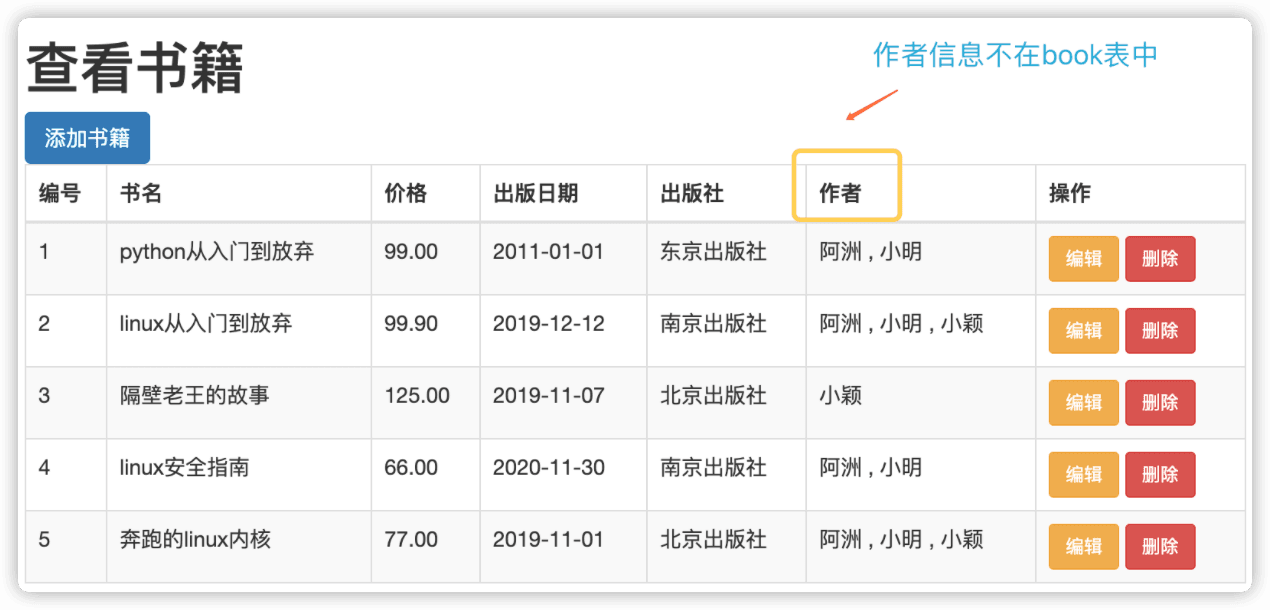 查看书籍
作者信息不在book表中
添加书籍
编号 书名 价格 出版日期 出版社 作者 操作
1 python从入门到放弃 99.00 2011-01-01 东京出版社 阿洲 , 小明 编辑 删除
2 linux从入门到放弃 99.90 2019-12-12 南京出版社 阿洲 , 小明 , 小颖 编辑 删除
3 隔壁老王的故事 125.00 2019-11-07 北京出版社 小颖 编辑 删除
4 linux安全指南 66.00 2020-11-30 南京出版社 阿洲 , 小明 编辑 删除
5 奔跑的linux内核 77.00 2019-11-01 北京出版社 阿洲 , 小明 , 小颖 编辑 删除